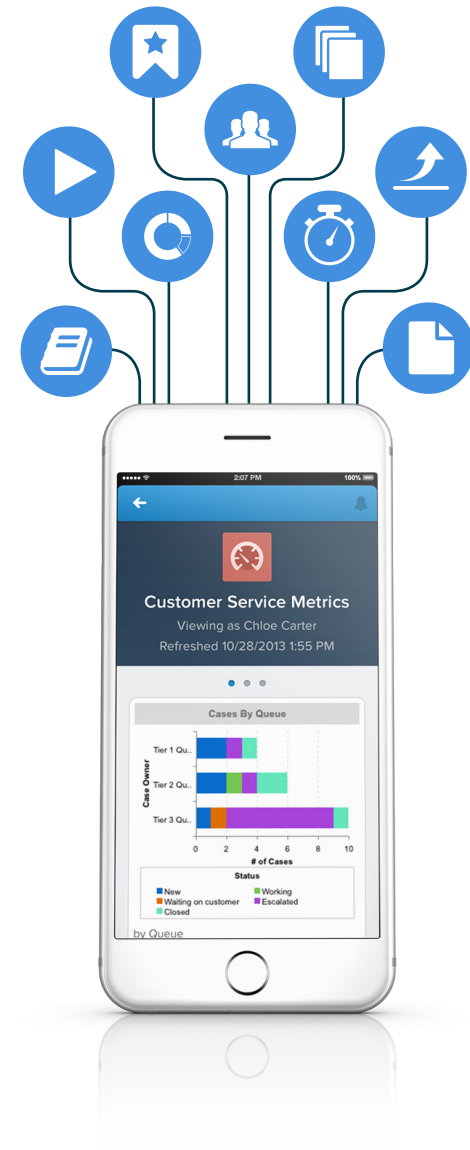 2:07 PM 100%
Customer Service Metrics
Viewing as Chloe Carter
Refreshed 10/28/2013 1:55 PM
Cases By Queue
Case Owner
Tier 1 Qu..
Tier 2 Qu..
Tier 3 Qu..
0 2 4 6 8 10
# of Cases
Status
New Working
Waiting on customer Escalated
Closed
by Queue